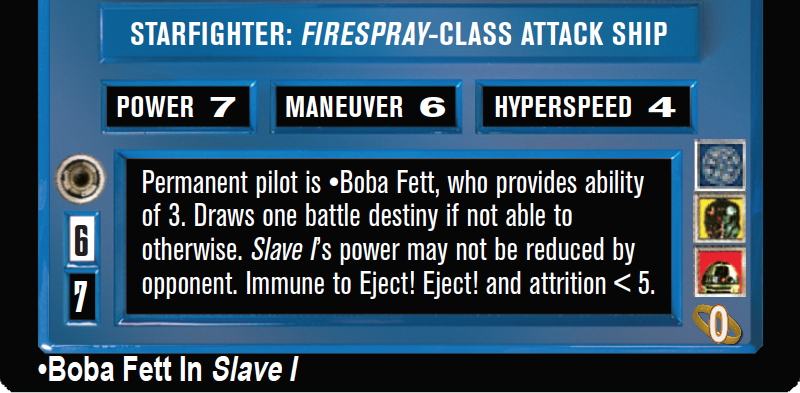 STARFIGHTER: FIRESPRAY-CLASS ATTACK SHIP
POWER 7 MANEUVER 6 HYPERSPEED 4
Permanent pilot is •Boba Fett, who provides ability
of 3. Draws one battle destiny if not able to
otherwise. Slave I's power may not be reduced by
opponent. Immune to Eject! Eject! and attrition < 5.
6
7
0
•Boba Fett In Slave I